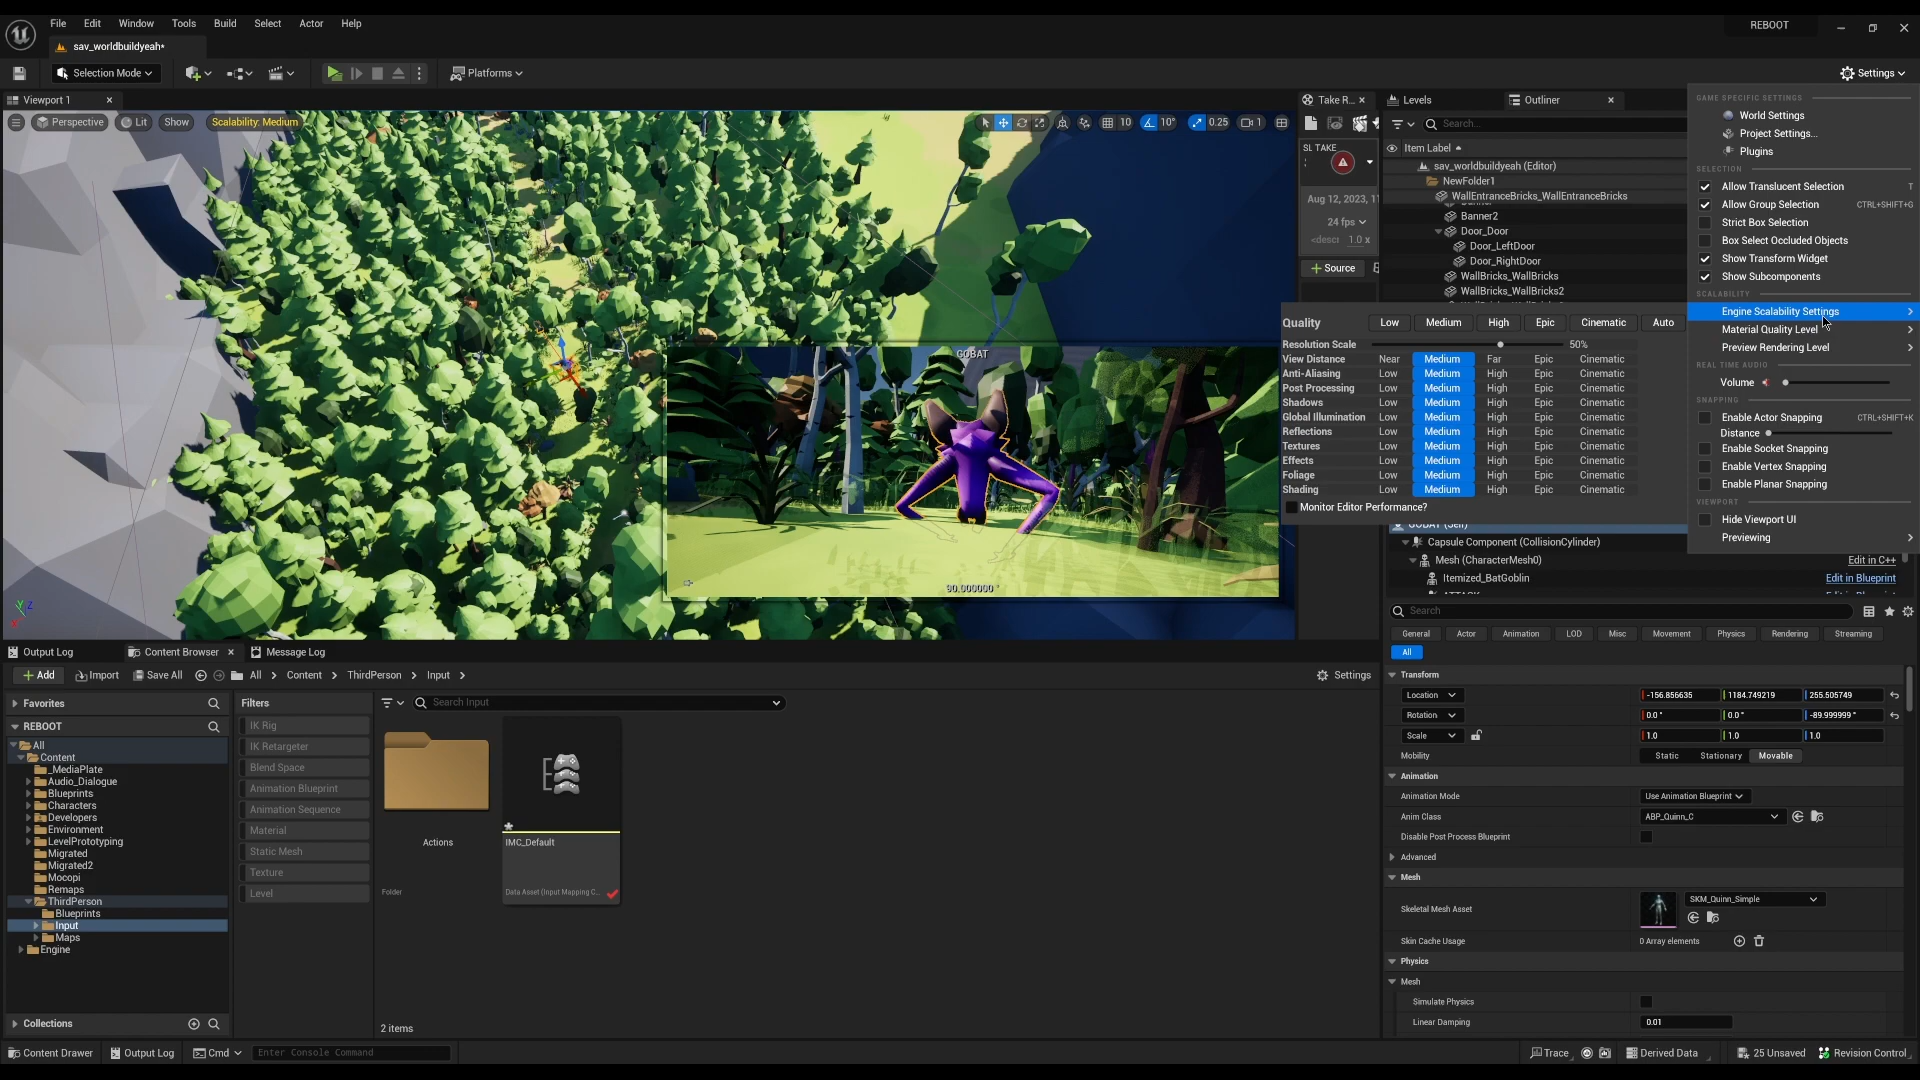 File Edit Window Tools Build Select Actor Help
REBOOT
sav_worldbuildyeah*
Selection Mode
Platforms
Settings
Viewport 1
Perspective Lit Show Scalability: Medium
10 10° 0.25 1
Take R...
SL TAKE
Aug 12, 2023, 1
24 fps
<descr 1.0 x
+ Source
Levels Outliner
Search...
Item Label
sav_worldbuildyeah (Editor)
NewFolder1
WallEntranceBricks_WallEntranceBricks
Banner2
Door_Door
Door_LeftDoor
Door_RightDoor
WallBricks_WallBricks
WallBricks_WallBricks2
GAME SPECIFIC SETTINGS
World Settings
Project Settings...
Plugins
SELECTION
Allow Translucent Selection T
Allow Group Selection CTRL+SHIFT+G
Strict Box Selection
Box Select Occluded Objects
Show Transform Widget
Show Subcomponents
SCALABILITY
Engine Scalability Settings
Material Quality Level
Preview Rendering Level
REAL TIME AUDIO
Volume
SNAPPING
Enable Actor Snapping CTRL+SHIFT+K
Distance
Enable Socket Snapping
Enable Vertex Snapping
Enable Planar Snapping
VIEWPORT
Hide Viewport UI
Previewing
Quality Low Medium High Epic Cinematic Auto
Resolution Scale 50%
View Distance Near Medium Far Epic Cinematic
Anti-Aliasing Low Medium High Epic Cinematic
Post Processing Low Medium High Epic Cinematic
Shadows Low Medium High Epic Cinematic
Global Illumination Low Medium High Epic Cinematic
Reflections Low Medium High Epic Cinematic
Textures Low Medium High Epic Cinematic
Effects Low Medium High Epic Cinematic
Foliage Low Medium High Epic Cinematic
Shading Low Medium High Epic Cinematic
Monitor Editor Performance?
GOBAT
90.000000 °
GOBAT (Self)
Capsule Component (CollisionCylinder)
Mesh (CharacterMesh0) Edit in C++
Itemized_BatGoblin Edit in Blueprint
Search
General Actor Animation LOD Misc Movement Physics Rendering Streaming
All
Transform
Location -156.856635 1184.749219 255.505749
Rotation 0.0 ° 0.0 ° -89.999999 °
Scale 1.0 1.0 1.0
Mobility Static Stationary Movable
Animation
Animation Mode Use Animation Blueprint
Anim Class ABP_Quinn_C
Disable Post Process Blueprint
Advanced
Mesh
Skeletal Mesh Asset SKM_Quinn_Simple
Skin Cache Usage 0 Array elements
Physics
Mesh
Simulate Physics
Linear Damping 0.01
Output Log Content Browser Message Log
+ Add Import Save All All Content ThirdPerson Input Settings
Favorites
REBOOT
All
Content
_MediaPlate
Audio_Dialogue
Blueprints
Characters
Developers
Environment
LevelPrototyping
Migrated
Migrated2
Mocopi
Remaps
ThirdPerson
Blueprints
Input
Maps
Engine
Collections
Filters
IK Rig
IK Retargeter
Blend Space
Animation Blueprint
Animation Sequence
Material
Static Mesh
Texture
Level
Search Input
Actions
Folder
IMC_Default
Data Asset (Input Mapping C...
2 items
Content Drawer Output Log Cmd Enter Console Command
Trace Derived Data 25 Unsaved Revision Control